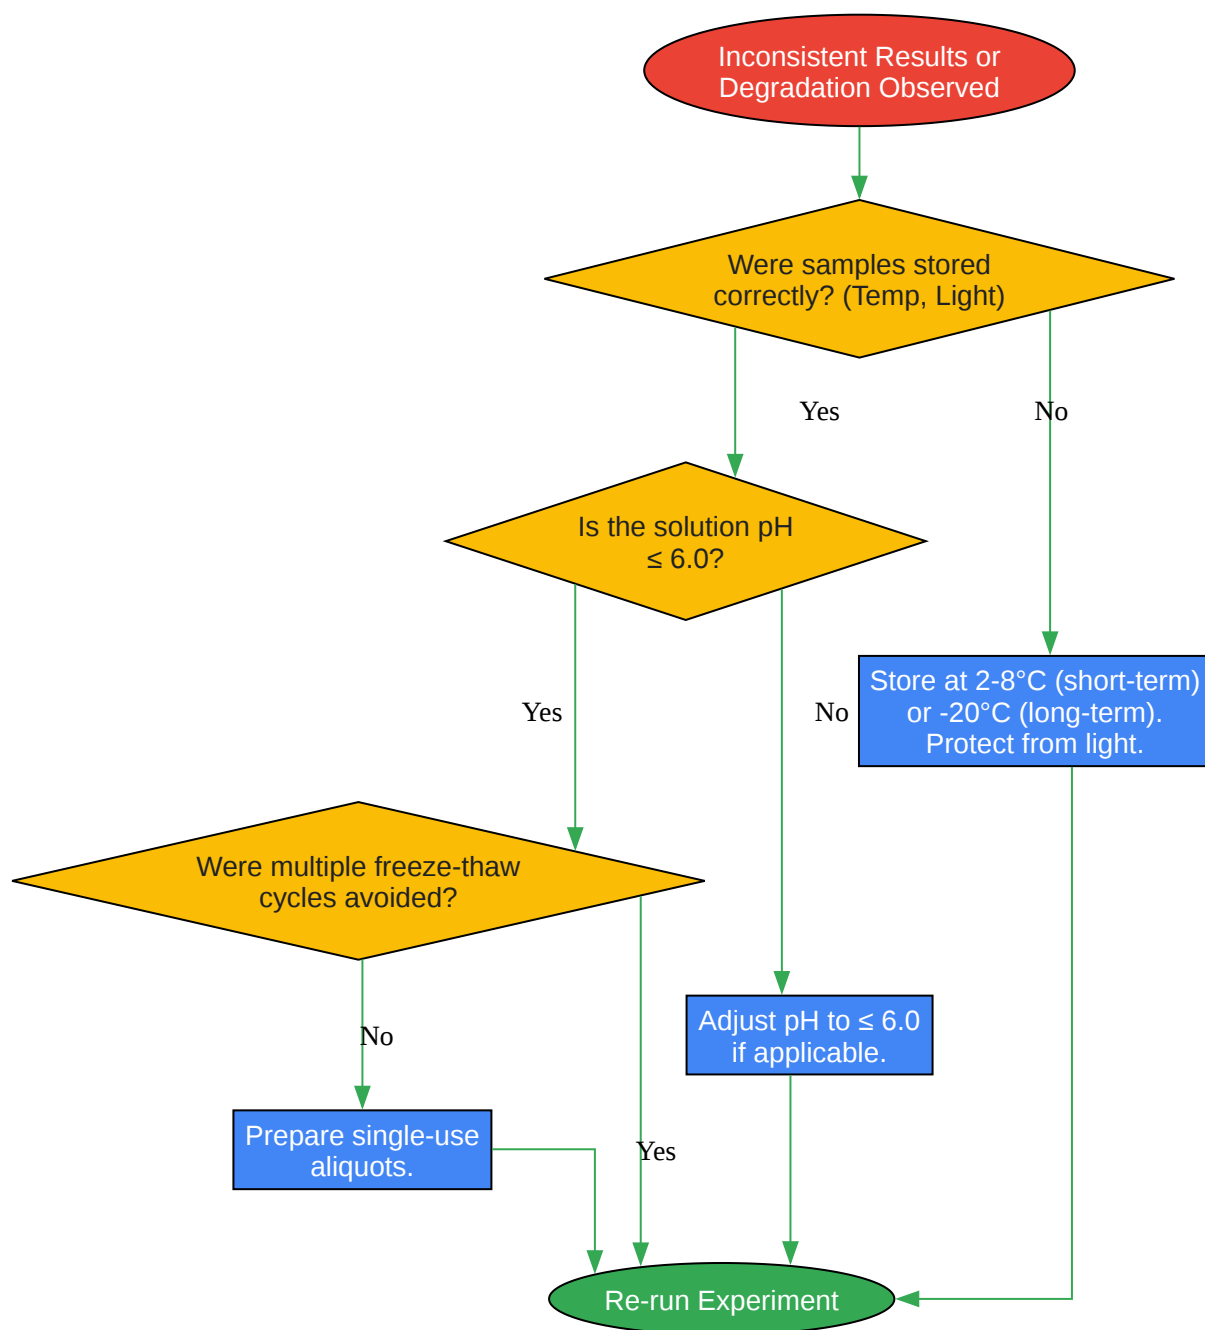 Inconsistent Results or
Degradation Observed
Were samples stored
correctly? (Temp, Light)
Yes
No
Is the solution pH
≤ 6.0?
Yes
No
Store at 2-8°C (short-term)
or -20°C (long-term).
Protect from light.
Were multiple freeze-thaw
cycles avoided?
No
Adjust pH to ≤ 6.0
if applicable.
Prepare single-use
aliquots.
Yes
Re-run Experiment